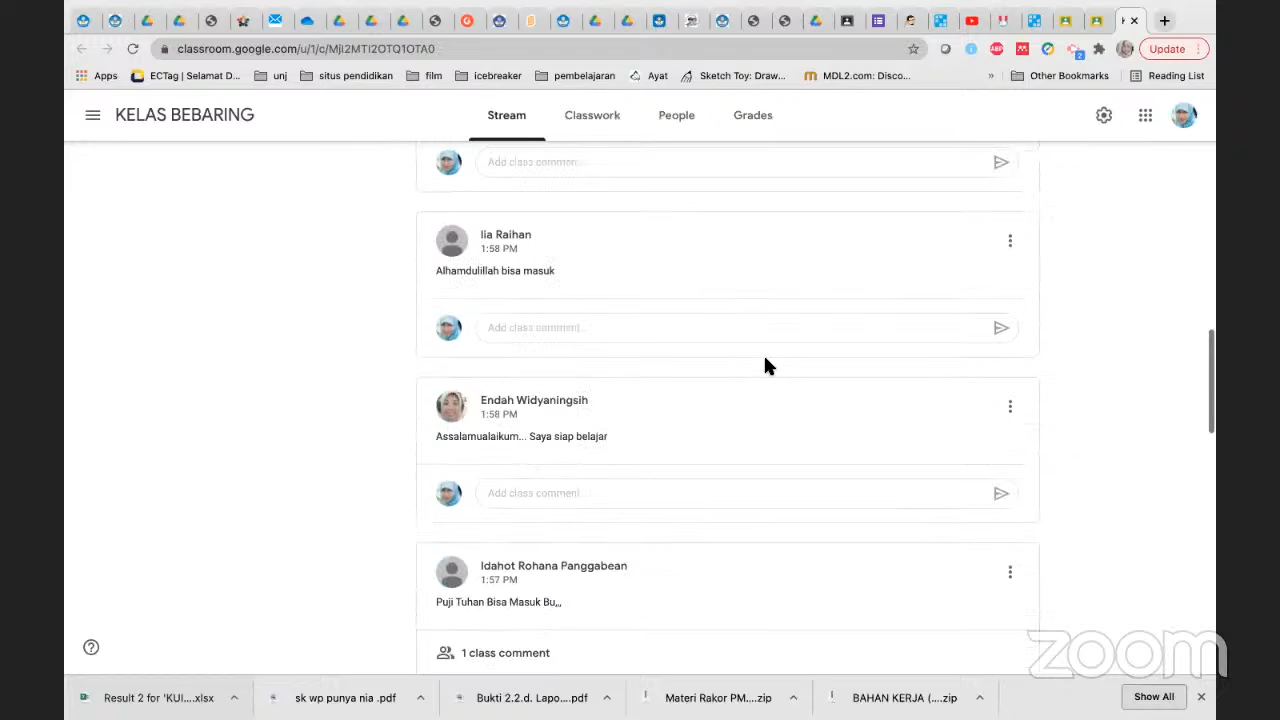 classroom.google.com/u/1/c/MjI2MTI2OTQ1OTA0
Update
Apps
ECTag | Selamat D...
unj
situs pendidikan
film
icebreaker
pembelajaran
Ayat
Sketch Toy: Draw...
MDL2.com: Disco...
»
Other Bookmarks
Reading List
KELAS BEBARING
Stream
Classwork
People
Grades
Add class comment...
Iia Raihan
1:58 PM
Alhamdulillah bisa masuk
Add class comment...
Endah Widyaningsih
1:58 PM
Assalamualaikum... Saya siap belajar
Add class comment...
Idahot Rohana Panggabean
1:57 PM
Puji Tuhan Bisa Masuk Bu,,,
1 class comment
zoom
Result 2 for 'KUI....xlsx
sk wp punya nia .pdf
Bukti 2.2.d. Lapo....pdf
Materi Rakor PM....zip
BAHAN KERJA (....zip
Show All